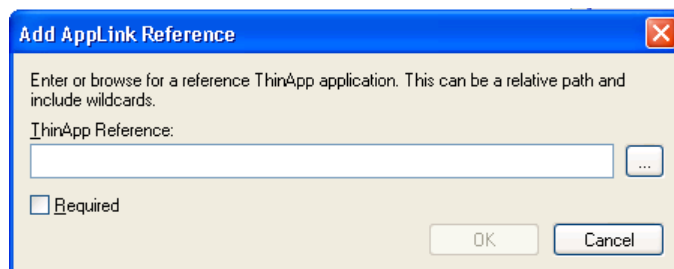 Add AppLink Reference
Enter or browse for a reference ThinApp application. This can be a relative path and
include wildcards.
ThinApp Reference:
...
Required
OK Cancel